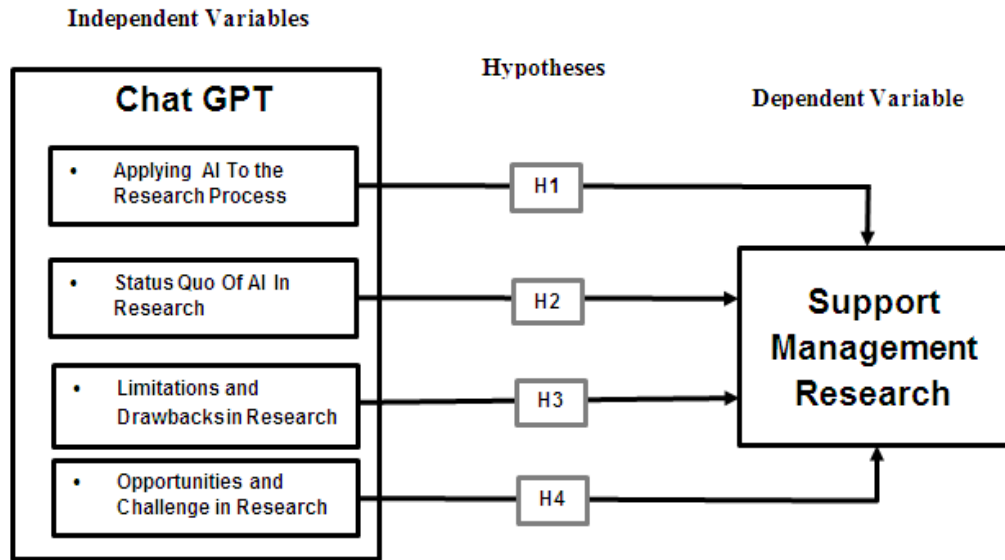 Independent Variables
Hypotheses
Dependent Variable
Chat GPT
• Applying AI To the
Research Process
H1
• Status Quo Of AI In
Research
H2
• Limitations and
Drawbacksin Research
H3
• Opportunities and
Challenge in Research
H4
Support
Management
Research